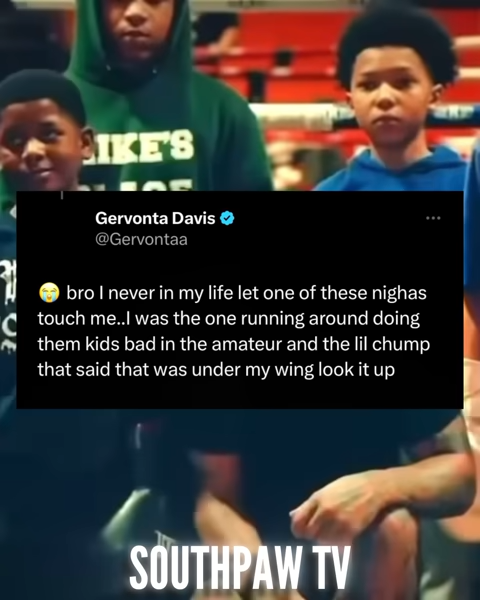 IKE'S
Gervonta Davis
@Gervontaa
😭 bro I never in my life let one of these nighas
touch me..I was the one running around doing
them kids bad in the amateur and the lil chump
that said that was under my wing look it up
SOUTHPAW TV